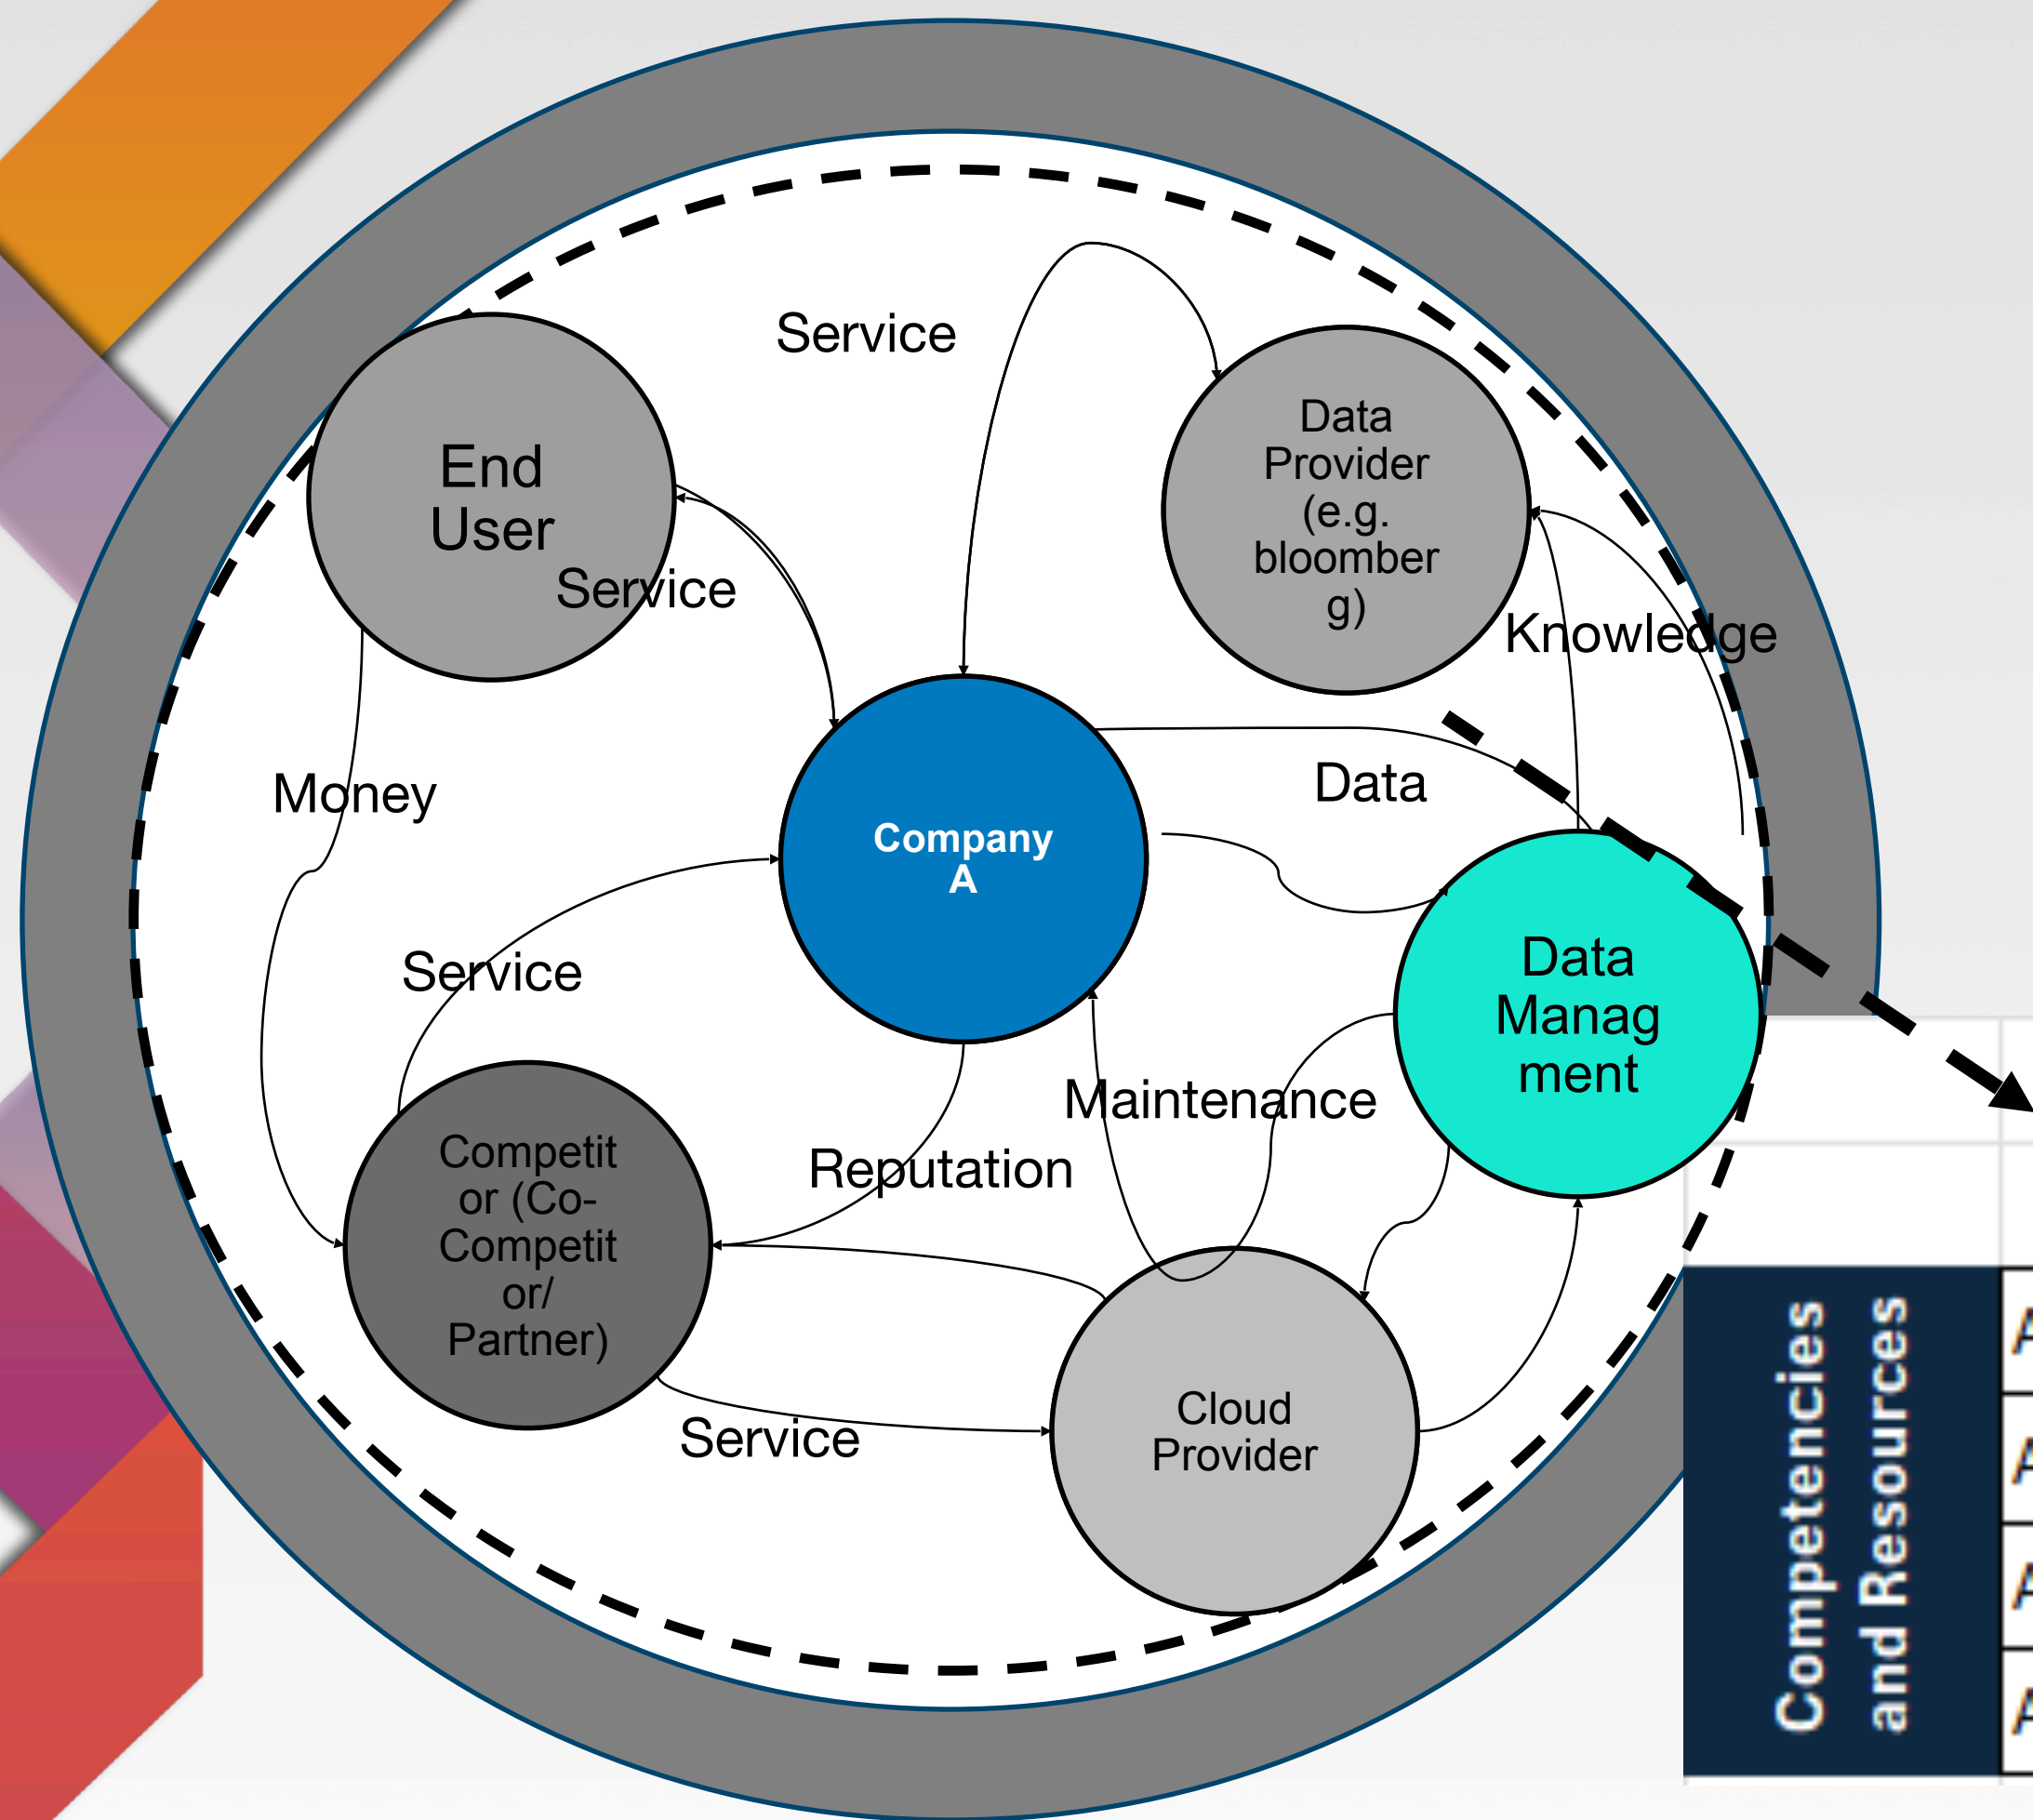 Service
End
User
Service
Data
Provider
(e.g.
bloomber
g)
Knowledge
Money
Data
Company
A
Service
Data
Manag
ment
Maintenance
Reputation
Competit
or (Co-
Competit
or/
Partner)
Service
Cloud
Provider
Competencies
and Resources
A
A
A
A